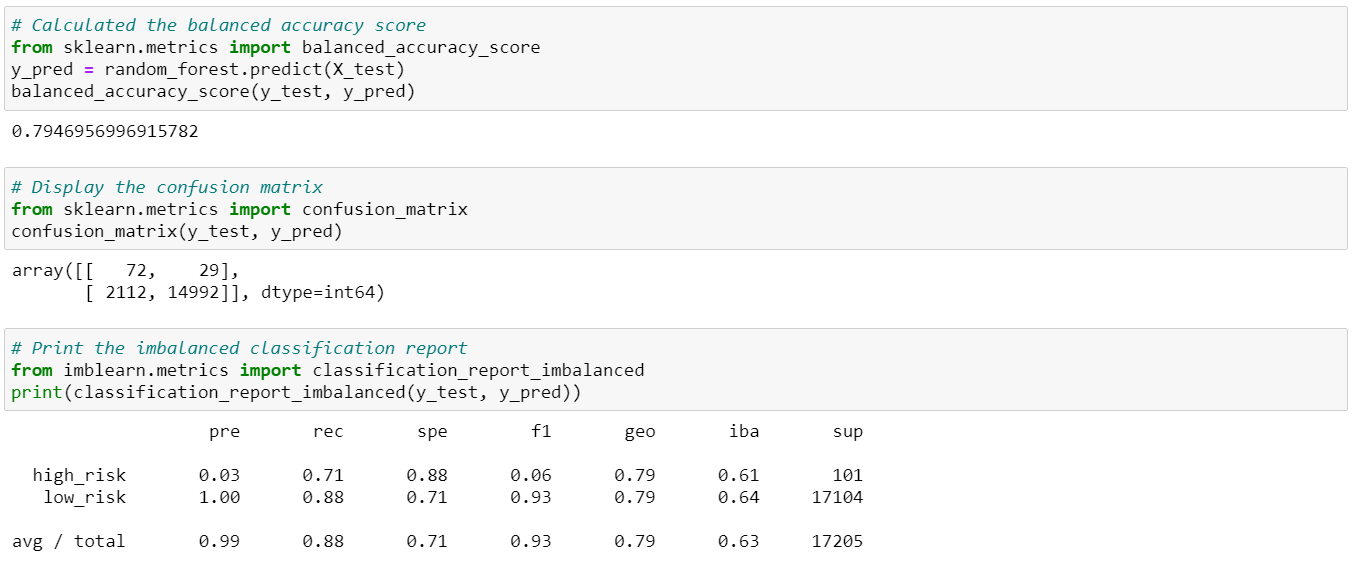 # Calculated the balanced accuracy score
from sklearn.metrics import balanced_accuracy_score
y_pred = random_forest.predict(X_test)
balanced_accuracy_score(y_test, y_pred)
0.7946956996915782
# Display the confusion matrix
from sklearn.metrics import confusion_matrix
confusion_matrix(y_test, y_pred)
array([[   72,    29],
       [ 2112, 14992]], dtype=int64)
# Print the imbalanced classification report
from imblearn.metrics import classification_report_imbalanced
print(classification_report_imbalanced(y_test, y_pred))
                   pre       rec       spe        f1       geo       iba       sup
  high_risk       0.03      0.71      0.88      0.06      0.79      0.61       101
   low_risk       1.00      0.88      0.71      0.93      0.79      0.64     17104
avg / total       0.99      0.88      0.71      0.93      0.79      0.63     17205